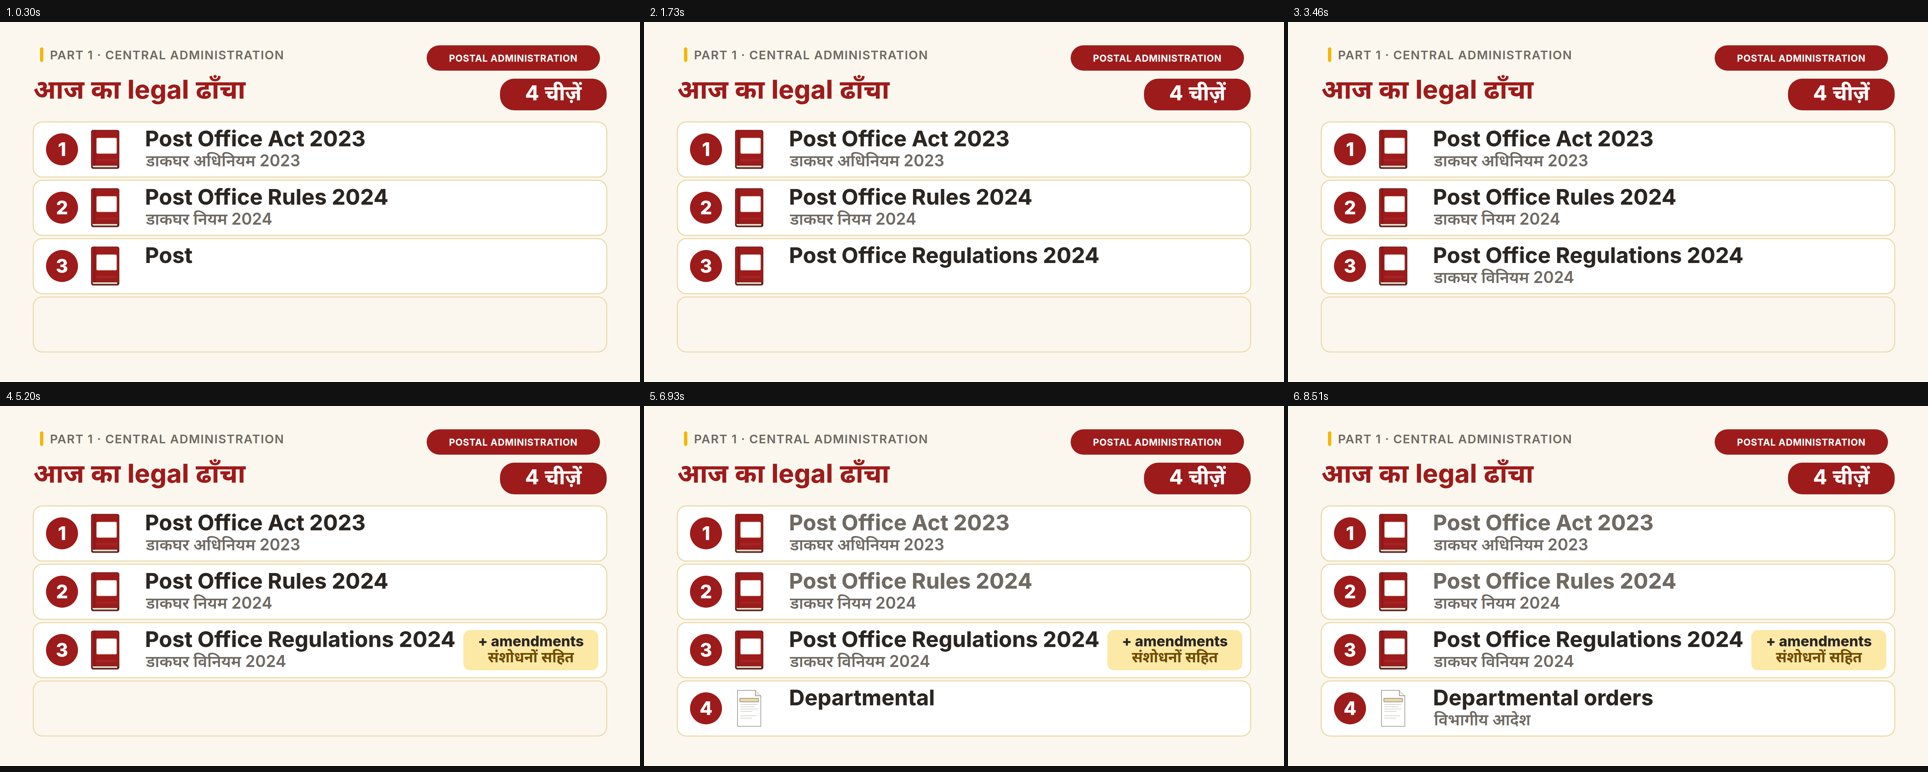 1. 0.30s
PART 1 · CENTRAL ADMINISTRATION
POSTAL ADMINISTRATION
आज का legal ढाँचा
4 चीज़ें
1
Post Office Act 2023
डाकघर अधिनियम 2023
2
Post Office Rules 2024
डाकघर नियम 2024
3
Post
2. 1.73s
PART 1 · CENTRAL ADMINISTRATION
POSTAL ADMINISTRATION
आज का legal ढाँचा
4 चीज़ें
1
Post Office Act 2023
डाकघर अधिनियम 2023
2
Post Office Rules 2024
डाकघर नियम 2024
3
Post Office Regulations 2024
3. 3.46s
PART 1 · CENTRAL ADMINISTRATION
POSTAL ADMINISTRATION
आज का legal ढाँचा
4 चीज़ें
1
Post Office Act 2023
डाकघर अधिनियम 2023
2
Post Office Rules 2024
डाकघर नियम 2024
3
Post Office Regulations 2024
डाकघर विनियम 2024
4. 5.20s
PART 1 · CENTRAL ADMINISTRATION
POSTAL ADMINISTRATION
आज का legal ढाँचा
4 चीज़ें
1
Post Office Act 2023
डाकघर अधिनियम 2023
2
Post Office Rules 2024
डाकघर नियम 2024
3
Post Office Regulations 2024
डाकघर विनियम 2024
+ amendments
संशोधनों सहित
5. 6.93s
PART 1 · CENTRAL ADMINISTRATION
POSTAL ADMINISTRATION
आज का legal ढाँचा
4 चीज़ें
1
Post Office Act 2023
डाकघर अधिनियम 2023
2
Post Office Rules 2024
डाकघर नियम 2024
3
Post Office Regulations 2024
डाकघर विनियम 2024
+ amendments
संशोधनों सहित
4
Departmental
6. 8.51s
PART 1 · CENTRAL ADMINISTRATION
POSTAL ADMINISTRATION
आज का legal ढाँचा
4 चीज़ें
1
Post Office Act 2023
डाकघर अधिनियम 2023
2
Post Office Rules 2024
डाकघर नियम 2024
3
Post Office Regulations 2024
डाकघर विनियम 2024
+ amendments
संशोधनों सहित
4
Departmental orders
विभागीय आदेश